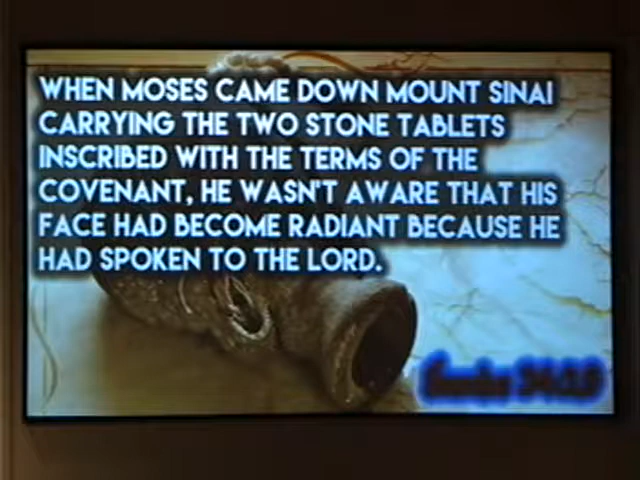 WHEN MOSES CAME DOWN MOUNT SINAI
CARRYING THE TWO STONE TABLETS
INSCRIBED WITH THE TERMS OF THE
COVENANT, HE WASN'T AWARE THAT HIS
FACE HAD BECOME RADIANT BECAUSE HE
HAD SPOKEN TO THE LORD.